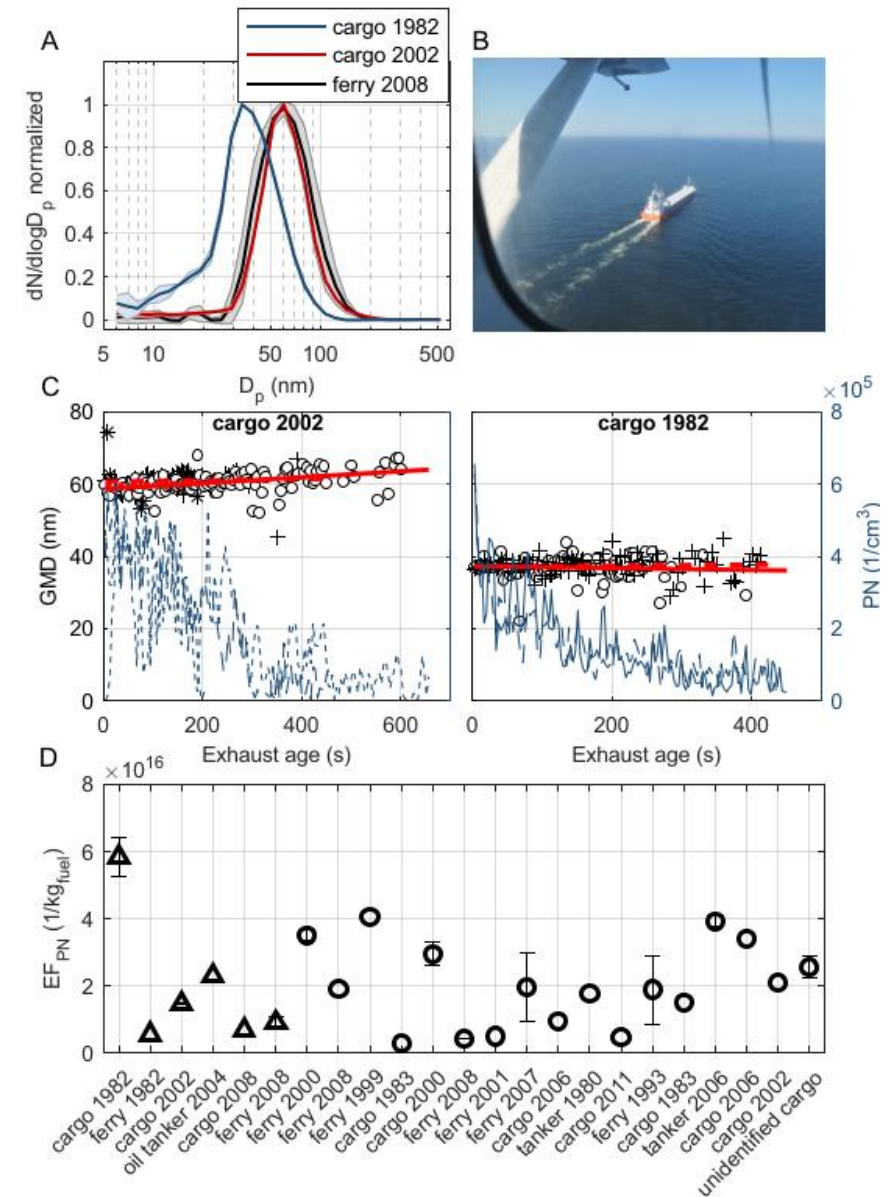 A
cargo 1982
cargo 2002
ferry 2008
B
dN/dlogDp normalized
1
0.8
0.6
0.4
0.2
0
5 10 50 100 500
Dp (nm)
C
cargo 2002
cargo 1982
×10^5
GMD (nm)
80
60
40
20
0
0 200 400 600
Exhaust age (s)
0 200 400
Exhaust age (s)
8
6
4
2
0
PN (1/cm^3)
D
×10^16
EF_PN (1/kg_fuel)
8
6
4
2
0
cargo 1982
ferry 1982
cargo 2002
oil tanker 2004
cargo 2008
ferry 2008
ferry 2000
ferry 2008
ferry 1999
cargo 1983
cargo 2000
ferry 2008
ferry 2001
ferry 2007
cargo 2006
tanker 1980
cargo 2011
ferry 1993
cargo 1983
tanker 2006
cargo 2006
cargo 2002
unidentified cargo